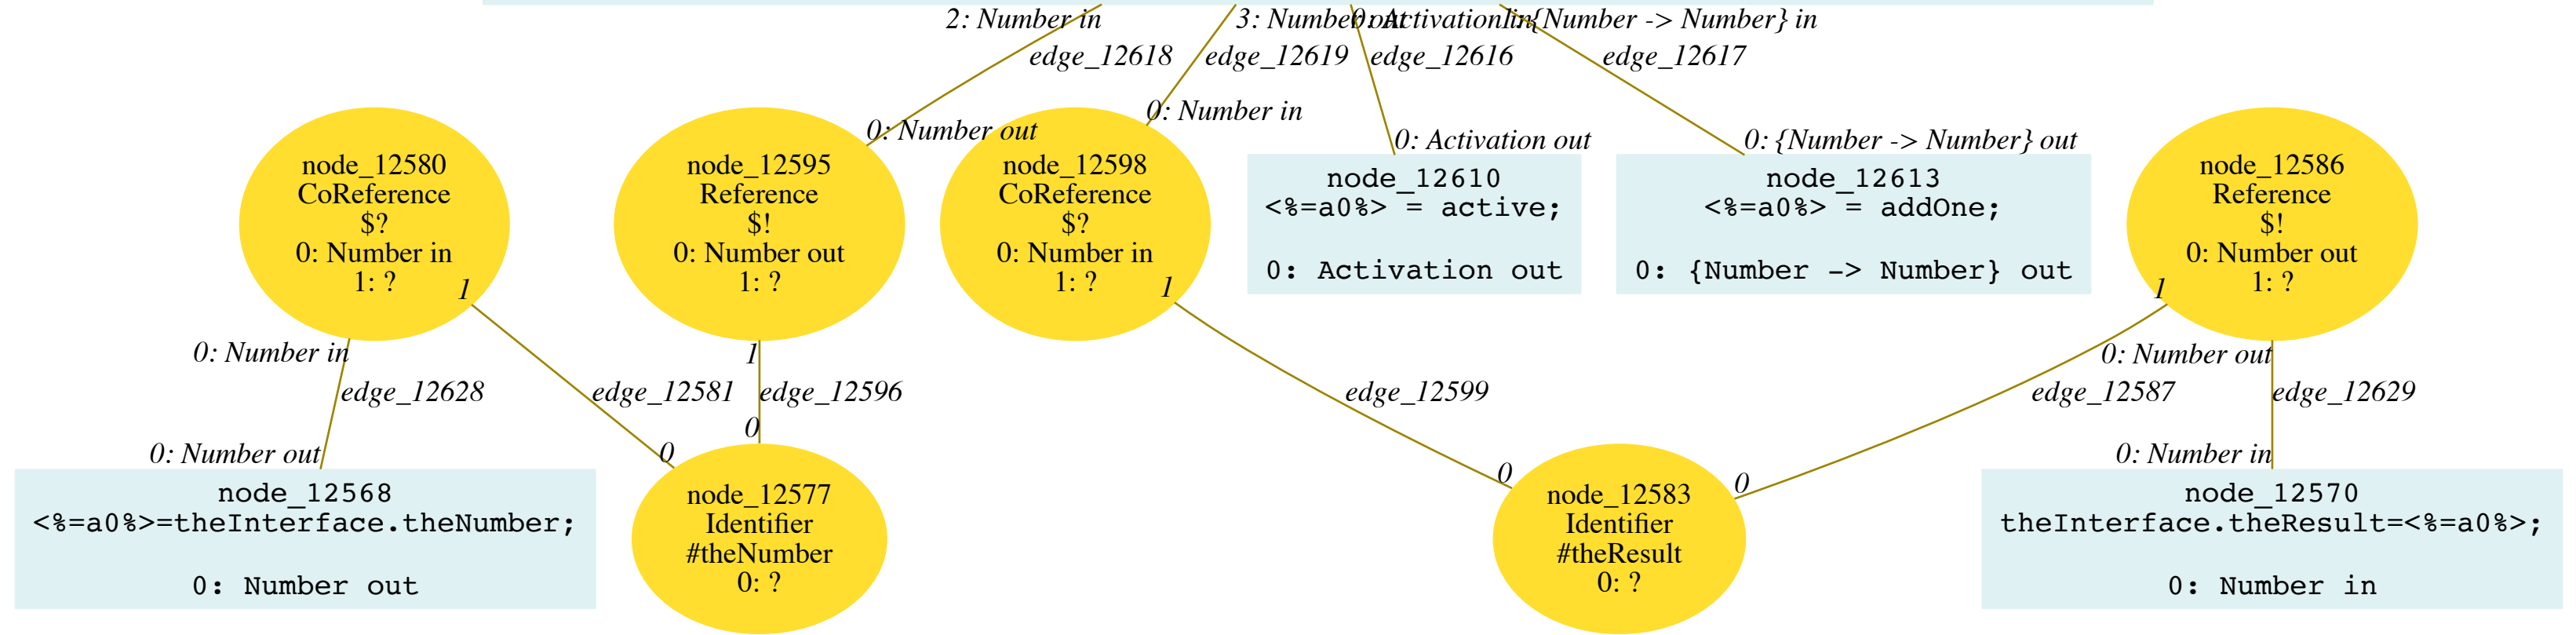 2: Number in
3: Number out
0: Activation in
1: {Number -> Number} in
edge_12618
edge_12619
edge_12616
edge_12617
0: Number out
0: Number in
0: Activation out
0: {Number -> Number} out
node_12580
CoReference
$?
0: Number in
1: ?
1
node_12595
Reference
$!
0: Number out
1: ?
node_12598
CoReference
$?
0: Number in
1: ?
1
node_12610
<%=a0%> = active;
0: Activation out
node_12613
<%=a0%> = addOne;
0: {Number -> Number} out
node_12586
Reference
$!
0: Number out
1: ?
1
0: Number in
1
0: Number out
edge_12628
edge_12581
edge_12596
edge_12599
edge_12587
edge_12629
0: Number out
0
0
0
0
0: Number in
node_12568
<%=a0%>=theInterface.theNumber;
0: Number out
node_12577
Identifier
#theNumber
0: ?
node_12583
Identifier
#theResult
0: ?
node_12570
theInterface.theResult=<%=a0%>;
0: Number in